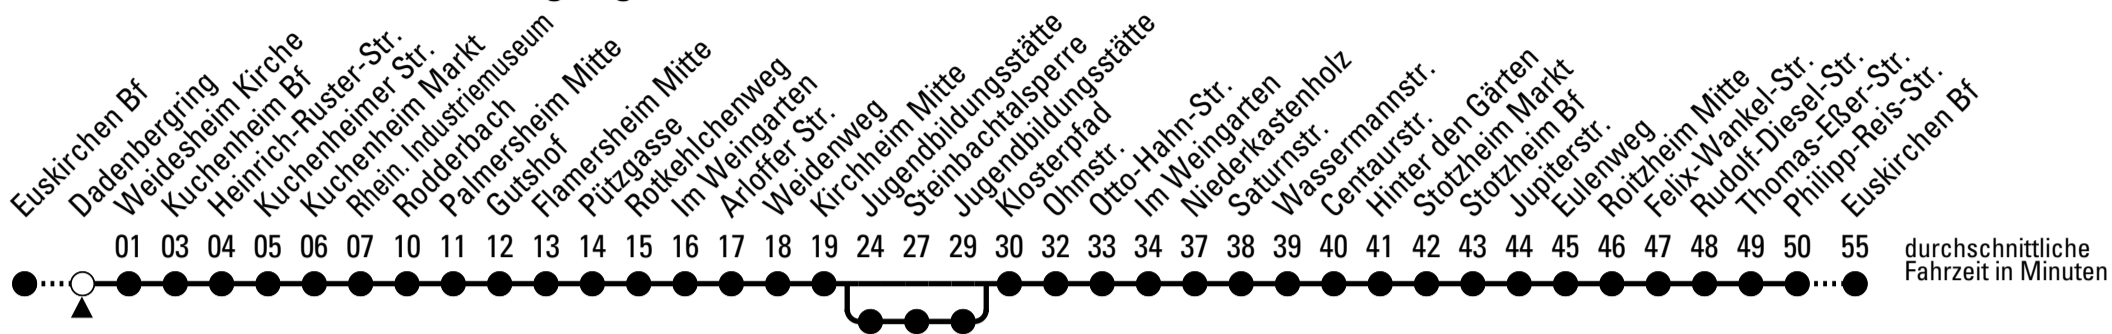 Euskirchen Bf
Dadenbergring
Weidesheim Kirche
Kuchenheim Bf
Heinrich-Ruster-Str.
Kuchenheimer Str.
Kuchenheim Markt
Rhein. Industriemuseum
Rodderbach
Palmersheim Mitte
Gutshof
Flamersheim Mitte
Pützgasse
Rotkehlchenweg
Im Weingarten
Arloffer Str.
Weidenweg
Kirchheim Mitte
Jugendbildungsstätte
Steinbachtalsperre
Jugendbildungsstätte
Klosterpfad
Ohmstr.
Otto-Hahn-Str.
Im Weingarten
Niederkastenholz
Saturnstr.
Wassermannstr.
Centaurstr.
Hinter den Gärten
Stotzheim Markt
Stotzheim Bf
Jupiterstr.
Eulenweg
Roitzheim Mitte
Felix-Wankel-Str.
Rudolf-Diesel-Str.
Thomas-Eßer-Str.
Philipp-Reis-Str.
Euskirchen Bf
01 03 04 05 06 07 10 11 12 13 14 15 16 17 18 19 24 27 29 30 32 33 34 37 38 39 40 41 42 43 44 45 46 47 48 49 50 55
durchschnittliche
Fahrzeit in Minuten